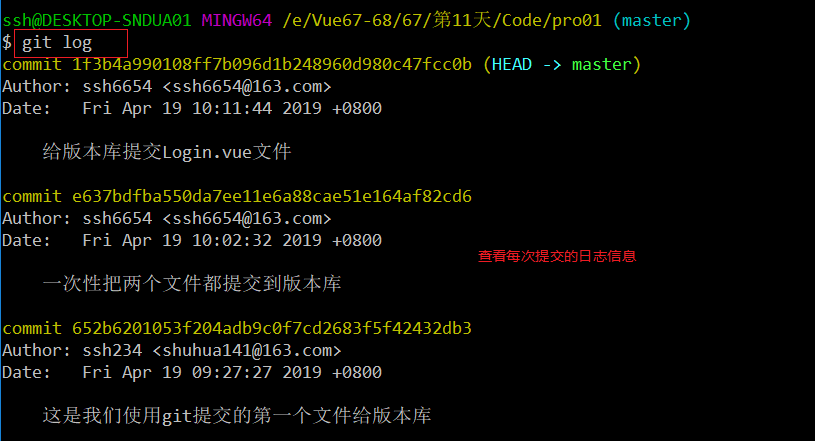 ssh@DESKTOP-SNDUA01 MINGW64 /e/Vue67-68/67/第11天/Code/pro01 (master)
$ git log
commit 1f3b4a990108ff7b096d1b248960d980c47fcc0b (HEAD -> master)
Author: ssh6654 <ssh6654@163.com>
Date:   Fri Apr 19 10:11:44 2019 +0800
给版本库提交Login.vue文件
commit e637bdfba550da7ee11e6a88cae51e164af82cd6
Author: ssh6654 <ssh6654@163.com>
Date:   Fri Apr 19 10:02:32 2019 +0800
查看每次提交的日志信息
一次性把两个文件都提交到版本库
commit 652b6201053f204adb9c0f7cd2683f5f42432db3
Author: ssh234 <shuhua141@163.com>
Date:   Fri Apr 19 09:27:27 2019 +0800
这是我们使用git提交的第一个文件给版本库